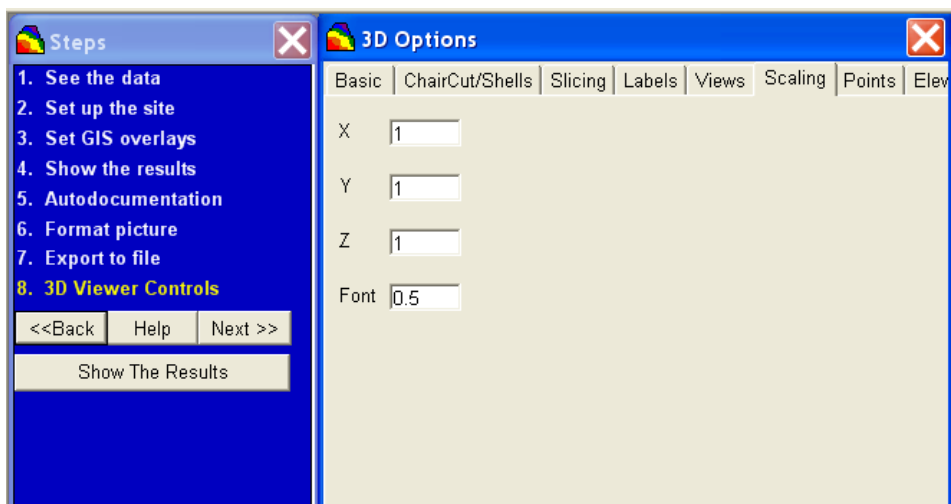 Steps
1. See the data
2. Set up the site
3. Set GIS overlays
4. Show the results
5. Autodocumentation
6. Format picture
7. Export to file
8. 3D Viewer Controls
<<Back Help Next >>
Show The Results
3D Options
Basic ChairCut/Shells Slicing Labels Views Scaling Points Elev
X 1
Y 1
Z 1
Font 0.5